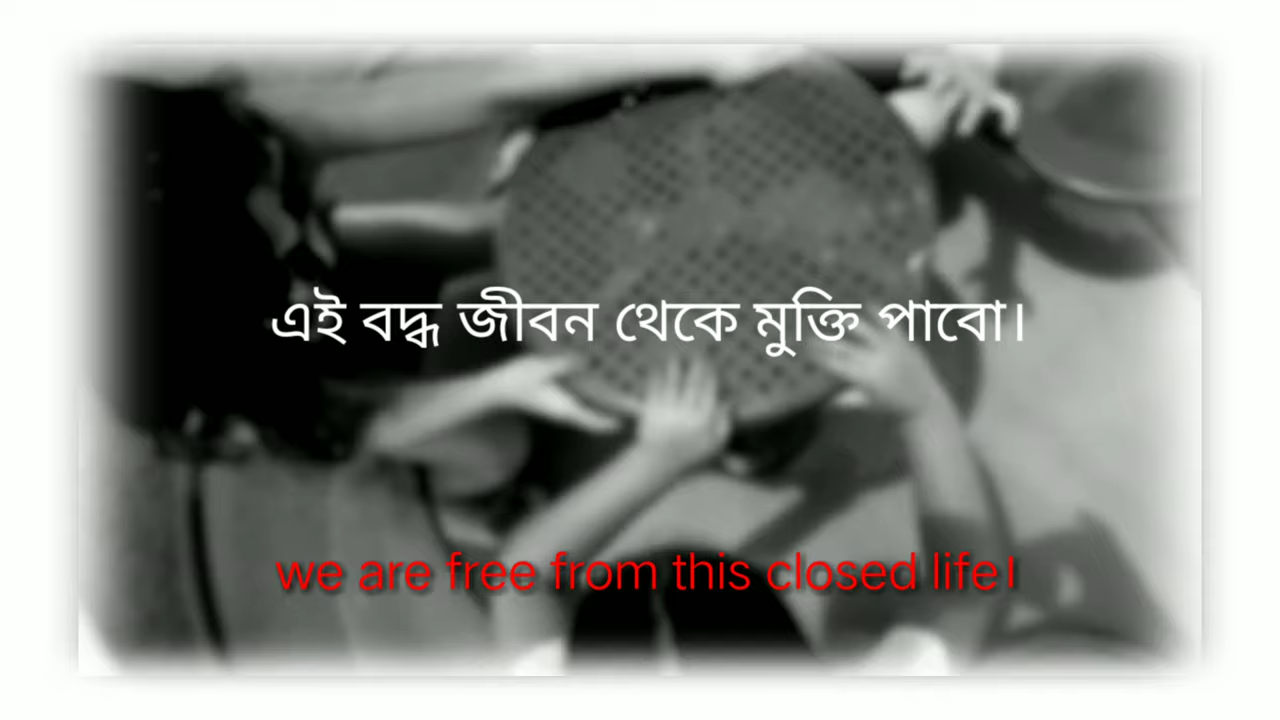 এই বদ্ধ জীবন থেকে মুক্তি পাবো।
we are free from this closed life।